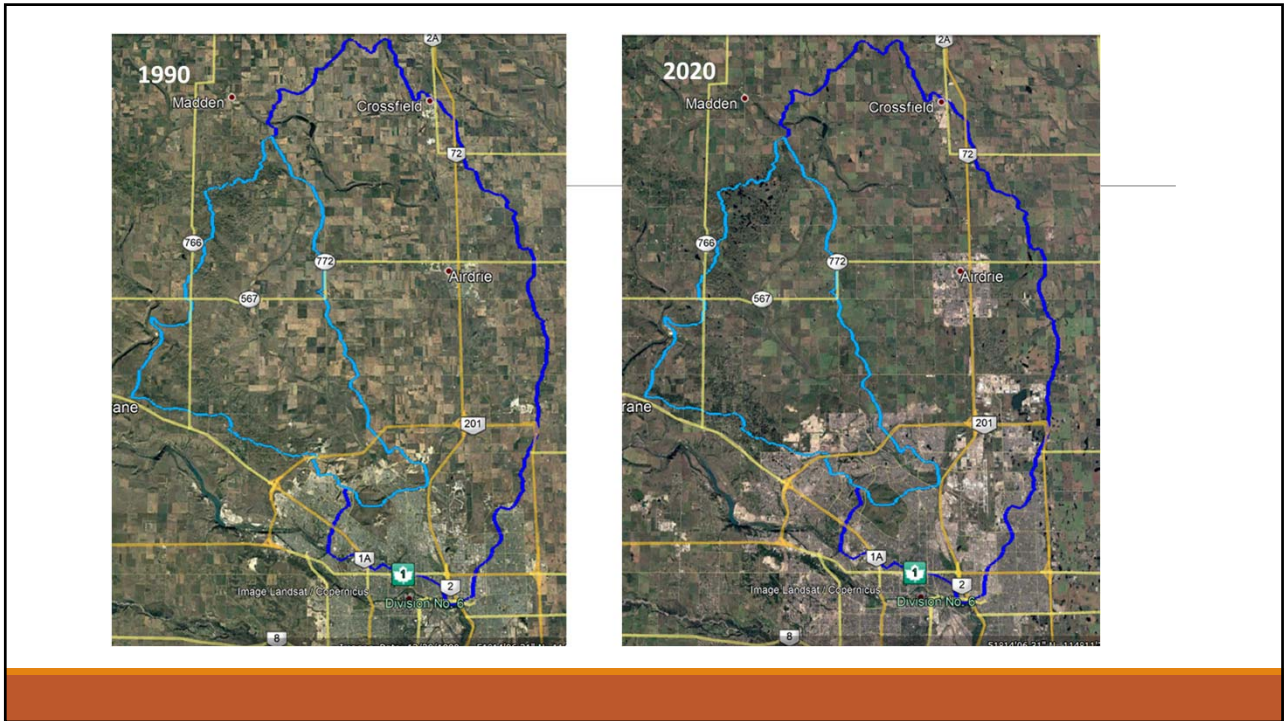 1990
2A
Madden
Crossfield
72
766
772
Airdrie
567
ane
201
1A
1
2
Image Landsat / Copernicus
Division No. 6
8
2020
2A
Madden
Crossfield
72
766
772
Airdrie
567
rane
201
1A
1
2
Image Landsat / Copernicus
Division No. 6
8